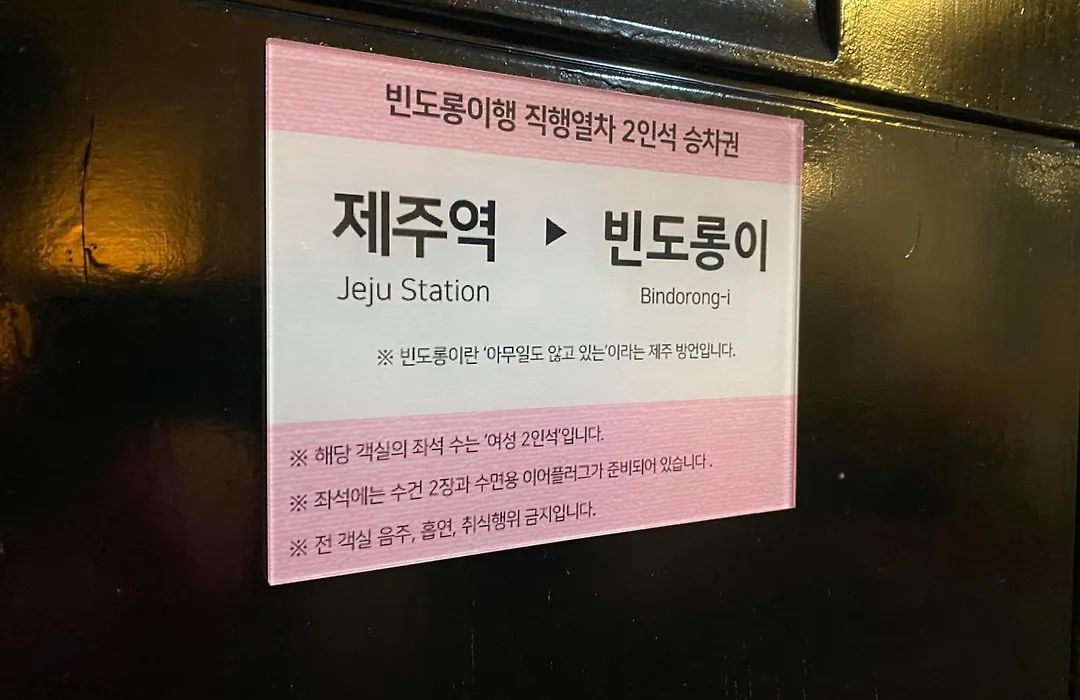 빈도롱이행 직행열차 2인석 승차권
제주역 ▶ 빈도롱이
Jeju Station Bindorong-i
※ 빈도롱이란 '아무일도 않고 있는'이라는 제주 방언입니다.
※ 해당 객실의 좌석 수는 '여성 2인석'입니다.
※ 좌석에는 수건 2장과 수면용 이어플러그가 준비되어 있습니다.
※ 전 객실 음주, 흡연, 취식행위 금지입니다.